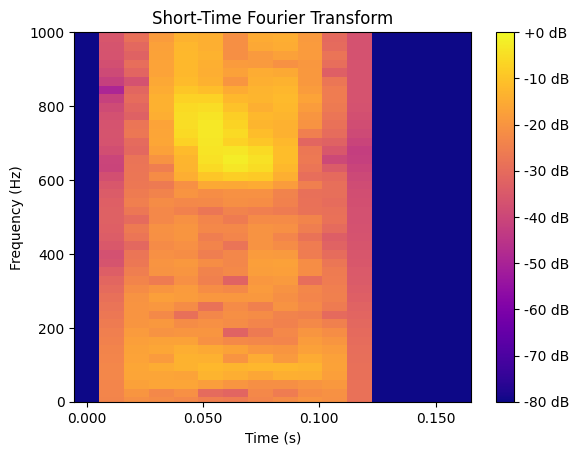 Short-Time Fourier Transform
1000
800
600
400
200
0
Frequency (Hz)
0.000
0.050
0.100
0.150
Time (s)
+0 dB
-10 dB
-20 dB
-30 dB
-40 dB
-50 dB
-60 dB
-70 dB
-80 dB